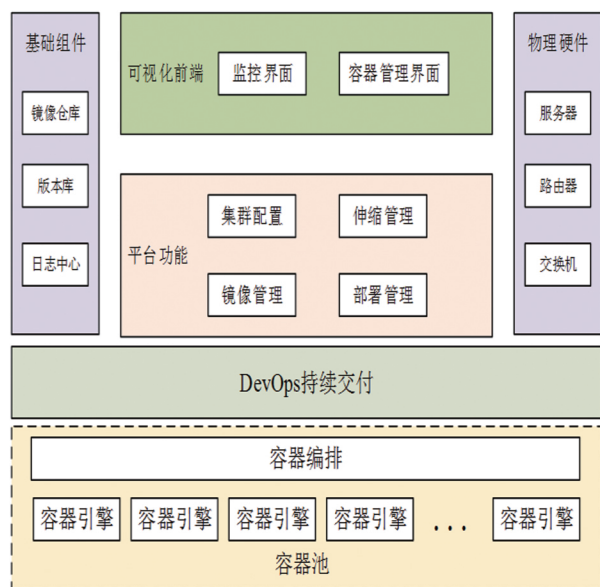 基础组件
镜像仓库
版本库
日志中心
可视化前端
监控界面
容器管理界面
平台功能
集群配置
伸缩管理
镜像管理
部署管理
物理硬件
服务器
路由器
交换机
DevOps持续交付
容器编排
容器引擎 容器引擎 容器引擎 容器引擎 ... 容器引擎
容器池